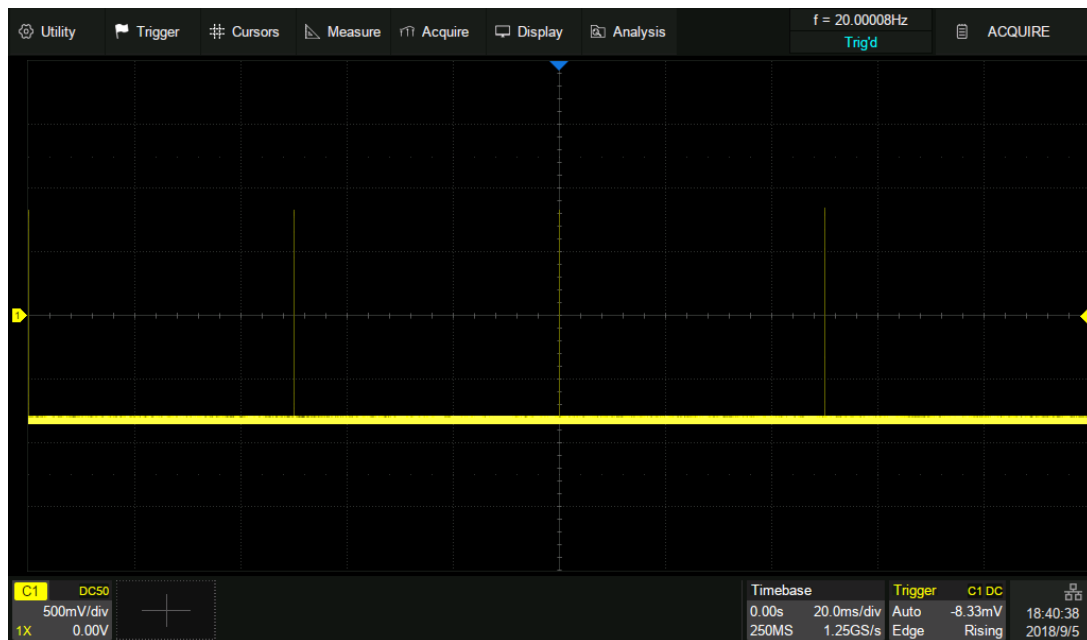 Utility Trigger Cursors Measure Acquire Display Analysis f = 20.00008Hz ACQUIRE
Trig'd
1
C1 DC50
500mV/div
1X 0.00V
Timebase
0.00s 20.0ms/div
250MS 1.25GS/s
Trigger C1 DC
Auto -8.33mV
Edge Rising
18:40:38
2018/9/5